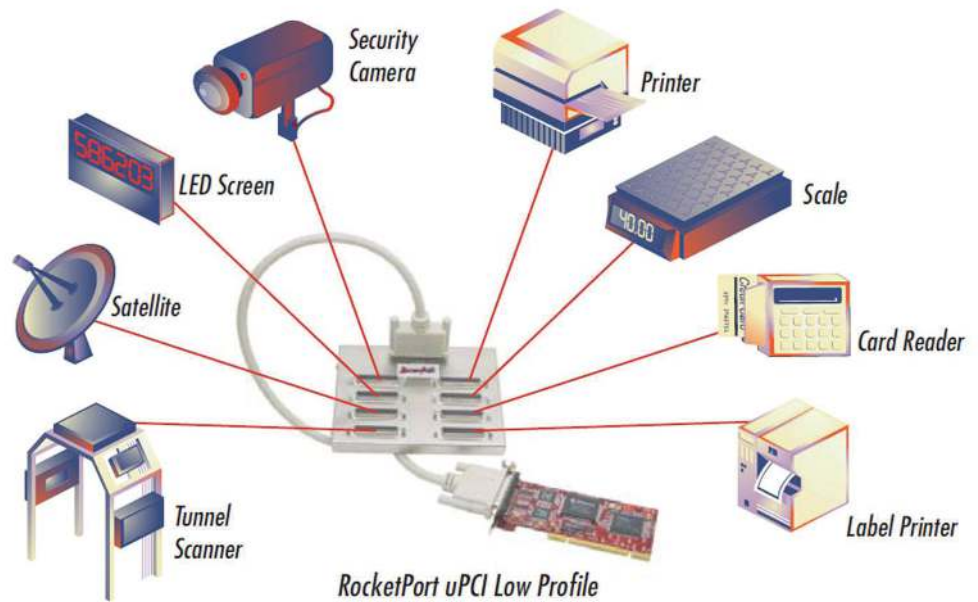 Security
Camera
Printer
586203
LED Screen
40.00
Scale
Satellite
Card Reader
RocketPort
Tunnel
Scanner
Label Printer
RocketPort uPCI Low Profile